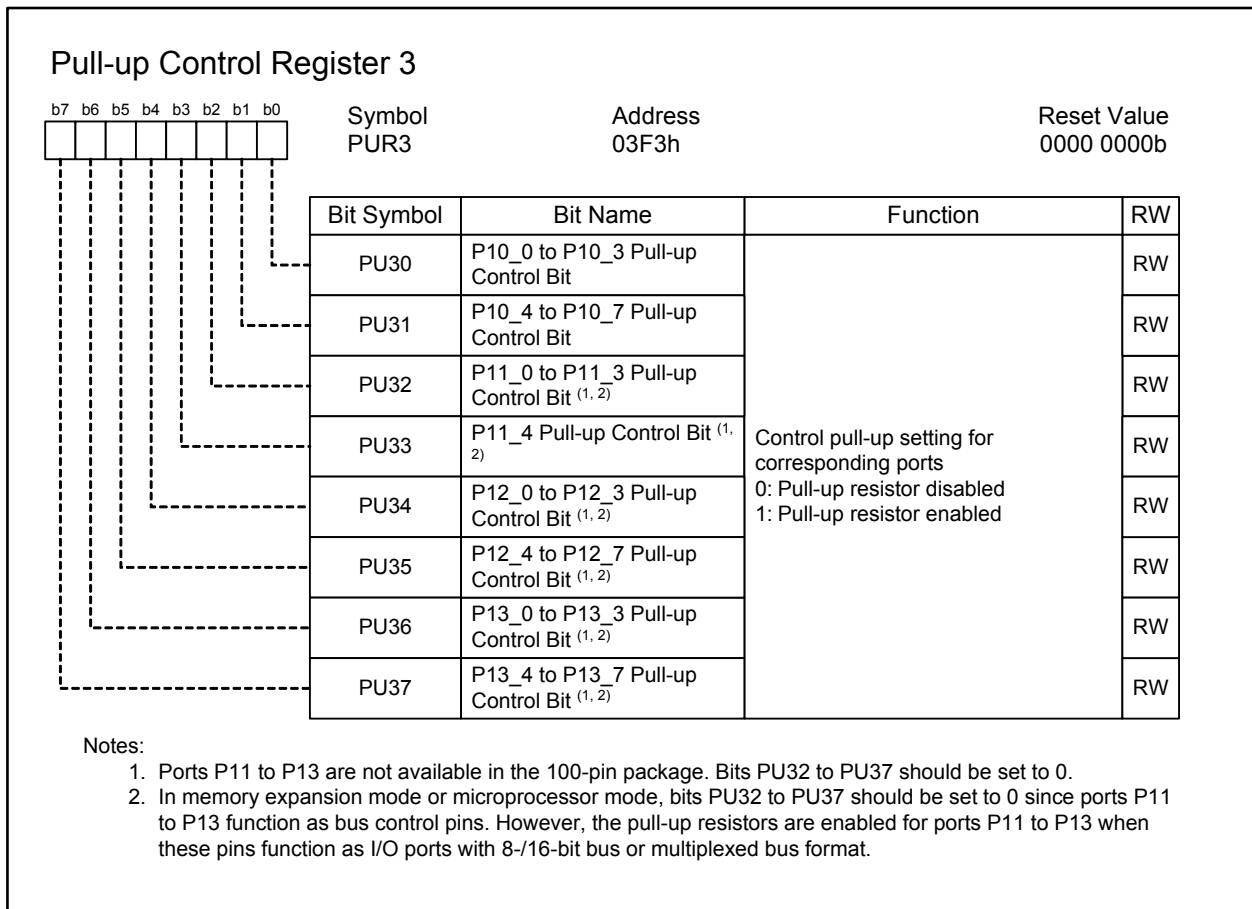 Pull-up Control Register 3
b7 b6 b5 b4 b3 b2 b1 b0
Symbol Address Reset Value
PUR3 03F3h 0000 0000b
Bit Symbol Bit Name Function RW
PU30 P10_0 to P10_3 Pull-up
Control Bit RW
PU31 P10_4 to P10_7 Pull-up
Control Bit RW
PU32 P11_0 to P11_3 Pull-up
Control Bit (1, 2) RW
PU33 P11_4 Pull-up Control Bit (1,
2) RW
PU34 P12_0 to P12_3 Pull-up
Control Bit (1, 2) RW
PU35 P12_4 to P12_7 Pull-up
Control Bit (1, 2) RW
PU36 P13_0 to P13_3 Pull-up
Control Bit (1, 2) RW
PU37 P13_4 to P13_7 Pull-up
Control Bit (1, 2) RW
Control pull-up setting for
corresponding ports
0: Pull-up resistor disabled
1: Pull-up resistor enabled
Notes:
1. Ports P11 to P13 are not available in the 100-pin package. Bits PU32 to PU37 should be set to 0.
2. In memory expansion mode or microprocessor mode, bits PU32 to PU37 should be set to 0 since ports P11
to P13 function as bus control pins. However, the pull-up resistors are enabled for ports P11 to P13 when
these pins function as I/O ports with 8-/16-bit bus or multiplexed bus format.